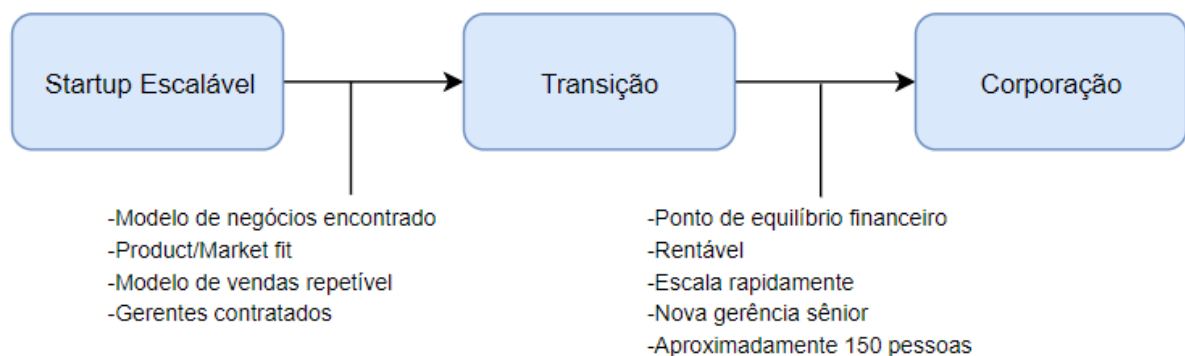 Startup Escalável
Transição
Corporação
-Modelo de negócios encontrado
-Product/Market fit
-Modelo de vendas repetível
-Gerentes contratados
-Ponto de equilíbrio financeiro
-Rentável
-Escala rapidamente
-Nova gerência sênior
-Aproximadamente 150 pessoas